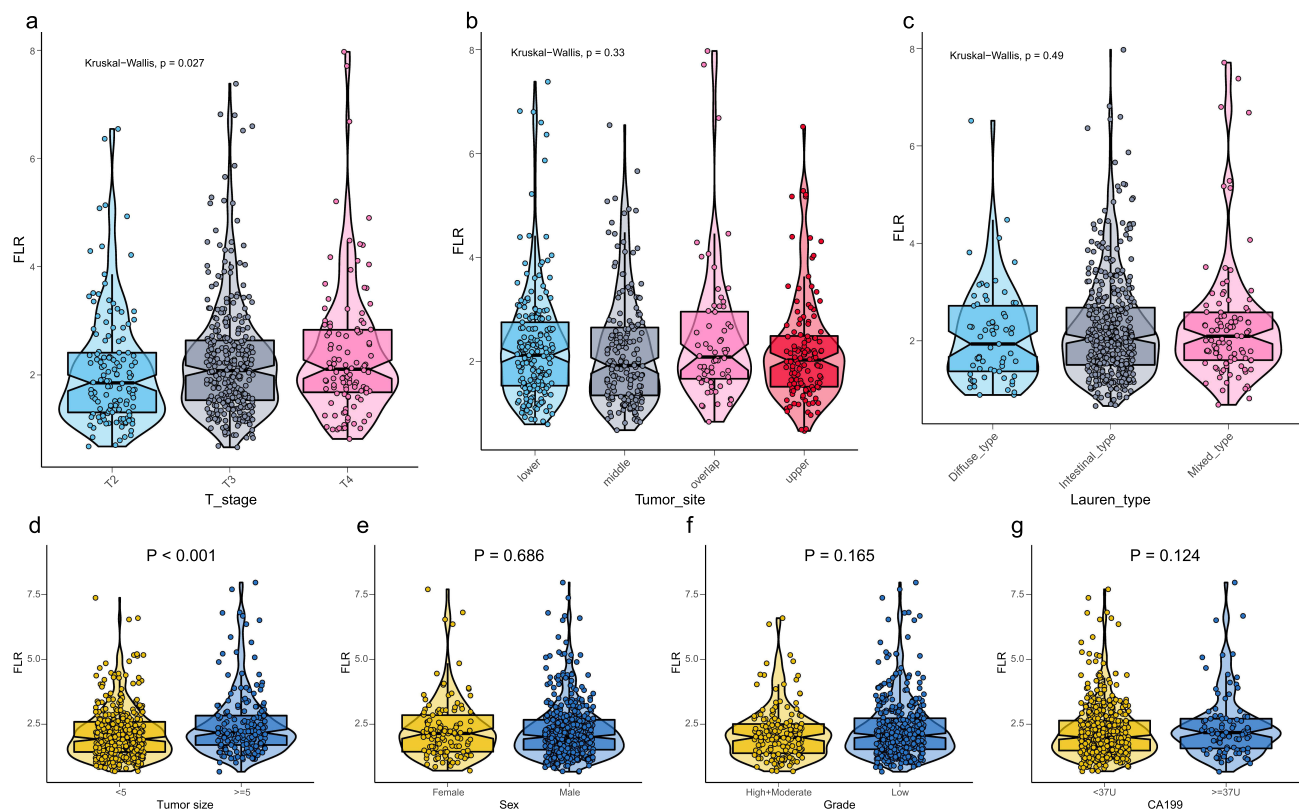 a
Kruskal−Wallis, p = 0.027
FLR
8
6
4
2
T2
T3
T4
T_stage
b
Kruskal−Wallis, p = 0.33
FLR
8
6
4
2
lower
middle
overlap
upper
Tumor_site
c
Kruskal−Wallis, p = 0.49
FLR
8
6
4
2
Diffuse_type
Intestinal_type
Mixed_type
Lauren_type
d
P < 0.001
FLR
7.5
5.0
2.5
<5
>=5
Tumor size
e
P = 0.686
FLR
7.5
5.0
2.5
Female
Male
Sex
f
P = 0.165
FLR
7.5
5.0
2.5
High+Moderate
Low
Grade
g
P = 0.124
FLR
7.5
5.0
2.5
<37U
>=37U
CA199